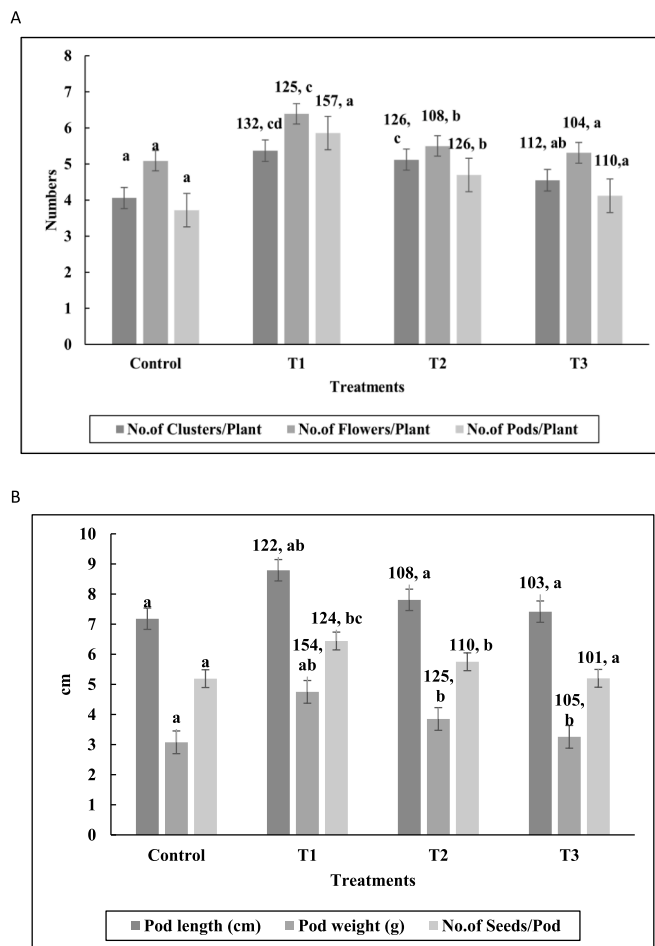 A
8
7
6
5
4
3
2
1
0
Numbers
a
a
a
132, cd
125, c
157, a
126,
c
108, b
126, b
112, ab
104, a
110,a
Control
T1
T2
T3
Treatments
No.of Clusters/Plant
No.of Flowers/Plant
No.of Pods/Plant
B
10
9
8
7
6
5
4
3
2
1
0
cm
a
a
a
122, ab
154,
ab
124, bc
108, a
125,
b
110, b
103, a
105,
b
101, a
Control
T1
T2
T3
Treatments
Pod length (cm)
Pod weight (g)
No.of Seeds/Pod